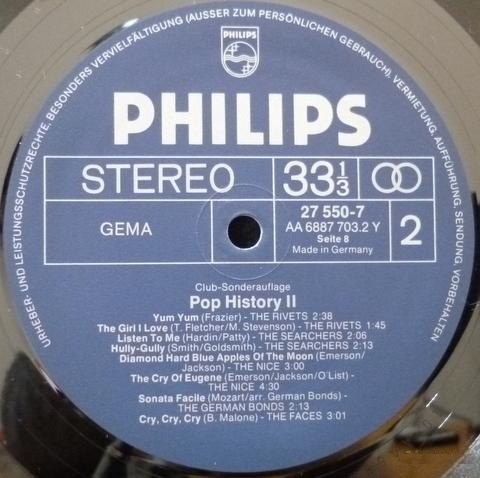 URHEBER- UND LEISTUNGSSCHUTZRECHTE, BESONDERS VERVIELFÄLTIGUNG (AUSSER ZUM PERSÖNLICHEN GEBRAUCH), VERMIETUNG, AUFFÜHRUNG, SENDUNG, VORBEHALTEN
PHILIPS
PHILIPS
STEREO
33 1/3
GEMA
27 550-7
AA 6887 703.2 Y
Seite 8
Made in Germany
2
Club-Sonderauflage
Pop History II
Yum Yum (Frazier) - THE RIVETS 2:38
The Girl I Love (T. Fletcher/M. Stevenson) - THE RIVETS 1:45
Listen To Me (Hardin/Patty) - THE SEARCHERS 2:06
Hully-Gully (Smith/Goldsmith) - THE SEARCHERS 2:13
Diamond Hard Blue Apples Of The Moon (Emerson/
Jackson) - THE NICE 3:00
The Cry Of Eugene (Emerson/Jackson/O'List) -
THE NICE 4:30
Sonata Facile (Mozart/arr. German Bonds) -
THE GERMAN BONDS 2:13
Cry, Cry, Cry (B. Malone) - THE FACES 3:01